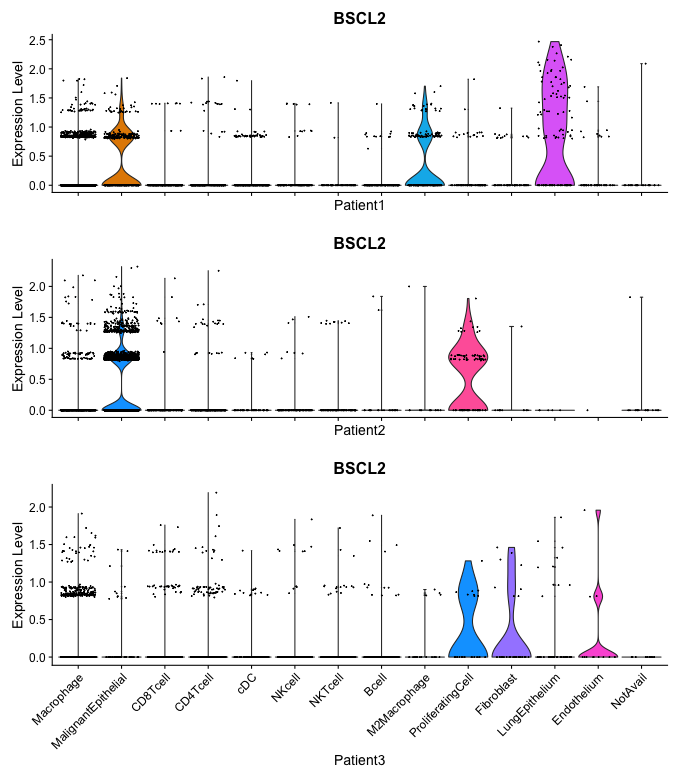 BSCL2
Expression Level
2.5
2.0
1.5
1.0
0.5
0.0
Patient1
BSCL2
Expression Level
2.0
1.5
1.0
0.5
0.0
Patient2
BSCL2
Expression Level
2.0
1.5
1.0
0.5
0.0
Macrophage
MalignantEpithelial
CD8Tcell
CD4Tcell
cDC
NKcell
NKTcell
Bcell
M2Macrophage
ProliferatingCell
Fibroblast
LungEpithelium
Endothelium
NotAvail
Patient3